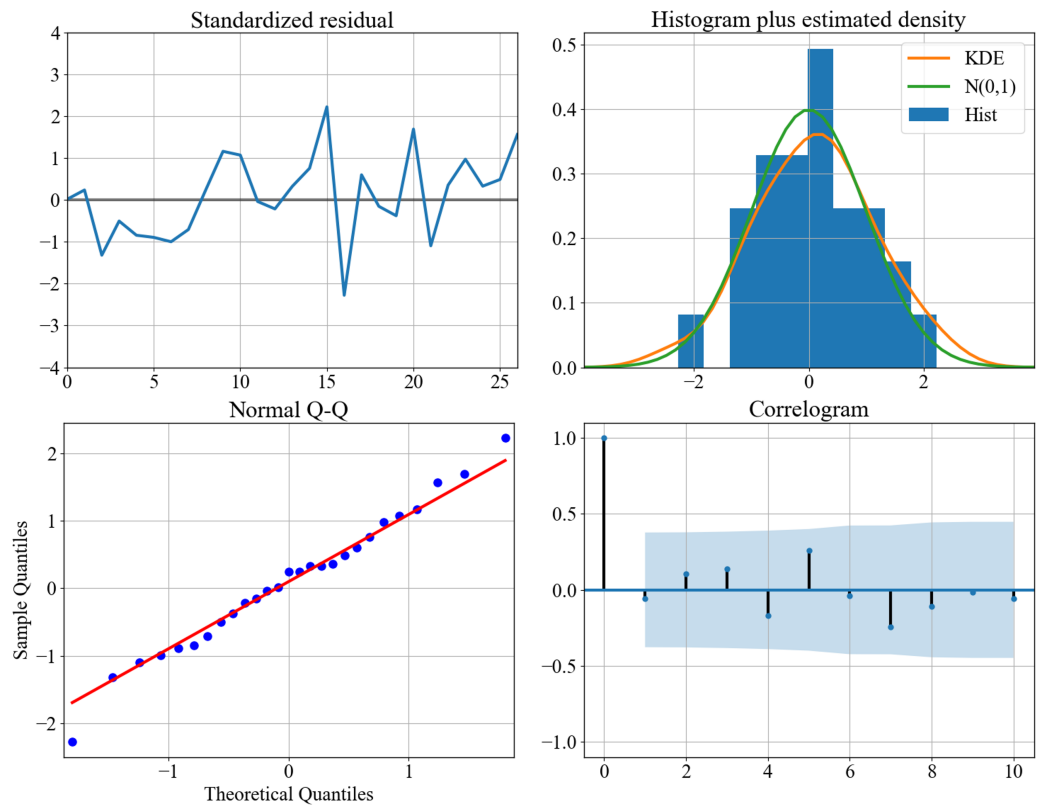 Standardized residual
4
3
2
1
0
−1
−2
−3
−4
0 5 10 15 20 25
Histogram plus estimated density
0.5
0.4
0.3
0.2
0.1
0.0
−2 0 2
KDE
N(0,1)
Hist
Normal Q-Q
Sample Quantiles
2
1
0
−1
−2
−1 0 1
Theoretical Quantiles
Correlogram
1.0
0.5
0.0
−0.5
−1.0
0 2 4 6 8 10